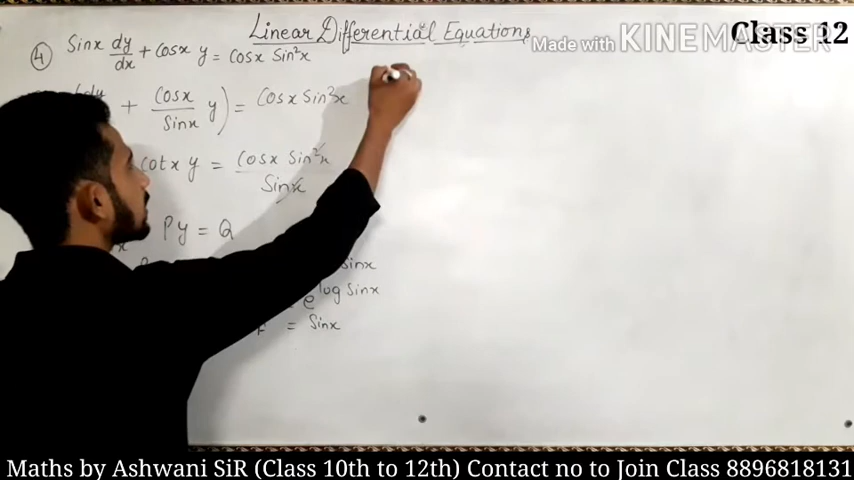 Linear Differential Equations
Made with KINEMASTER
Class 12
4 Sinx dy/dx + Cosx y = Cosx Sin²x
dy + Cosx/Sinx y) = Cosx Sin²x
Cotx y = Cosx Sin²x/Sinx
Py = Q
Sinx
e^log Sinx
= Sinx
Maths by Ashwani SiR (Class 10th to 12th) Contact no to Join Class 8896818131